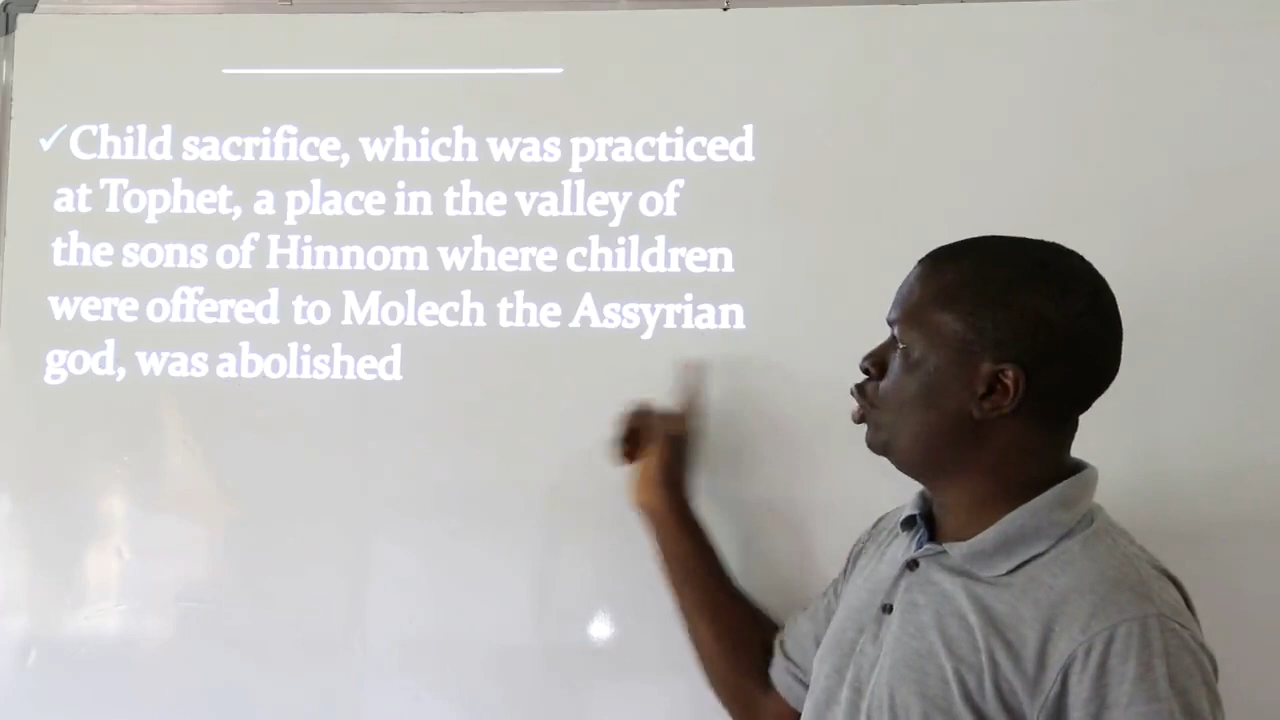 ✓Child sacrifice, which was practiced
at Tophet, a place in the valley of
the sons of Hinnom where children
were offered to Molech the Assyrian
god, was abolished